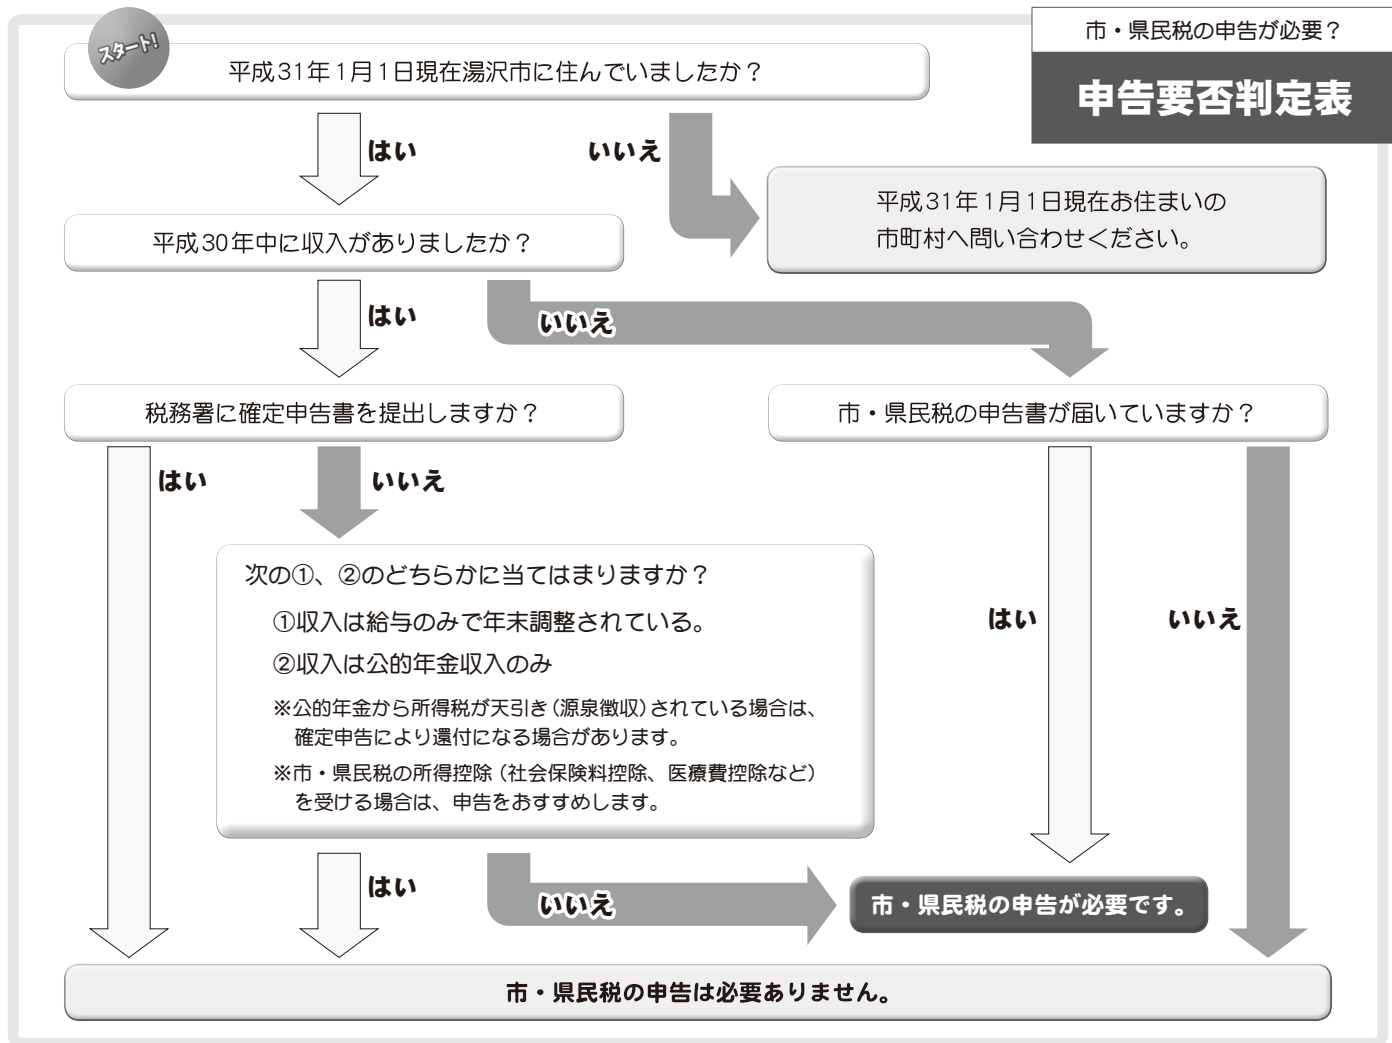 市・県民税の申告が必要？
申告要否判定表
スタート！
平成31年1月1日現在湯沢市に住んでいましたか？
はい
いいえ
平成31年1月1日現在お住まいの
市町村へ問い合わせください。
平成30年中に収入がありましたか？
はい
いいえ
税務署に確定申告書を提出しますか？
市・県民税の申告書が届いていますか？
はい
いいえ
次の①、②のどちらかに当てはまりますか？
①収入は給与のみで年末調整されている。
②収入は公的年金収入のみ
※公的年金から所得税が天引き（源泉徴収）されている場合は、
確定申告により還付になる場合があります。
※市・県民税の所得控除（社会保険料控除、医療費控除など）
を受ける場合は、申告をおすすめします。
はい
いいえ
はい
いいえ
市・県民税の申告が必要です。
市・県民税の申告は必要ありません。